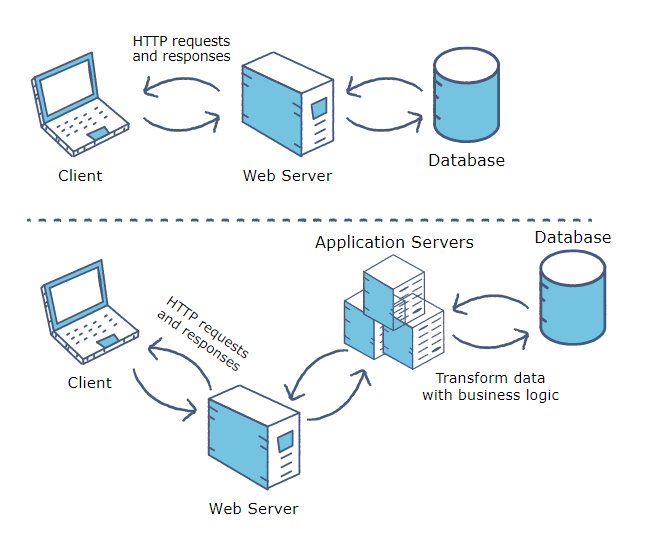 HTTP requests
and responses
Client
Web Server
Database
Application Servers
Database
HTTP requests
and responses
Client
Transform data
with business logic
Web Server